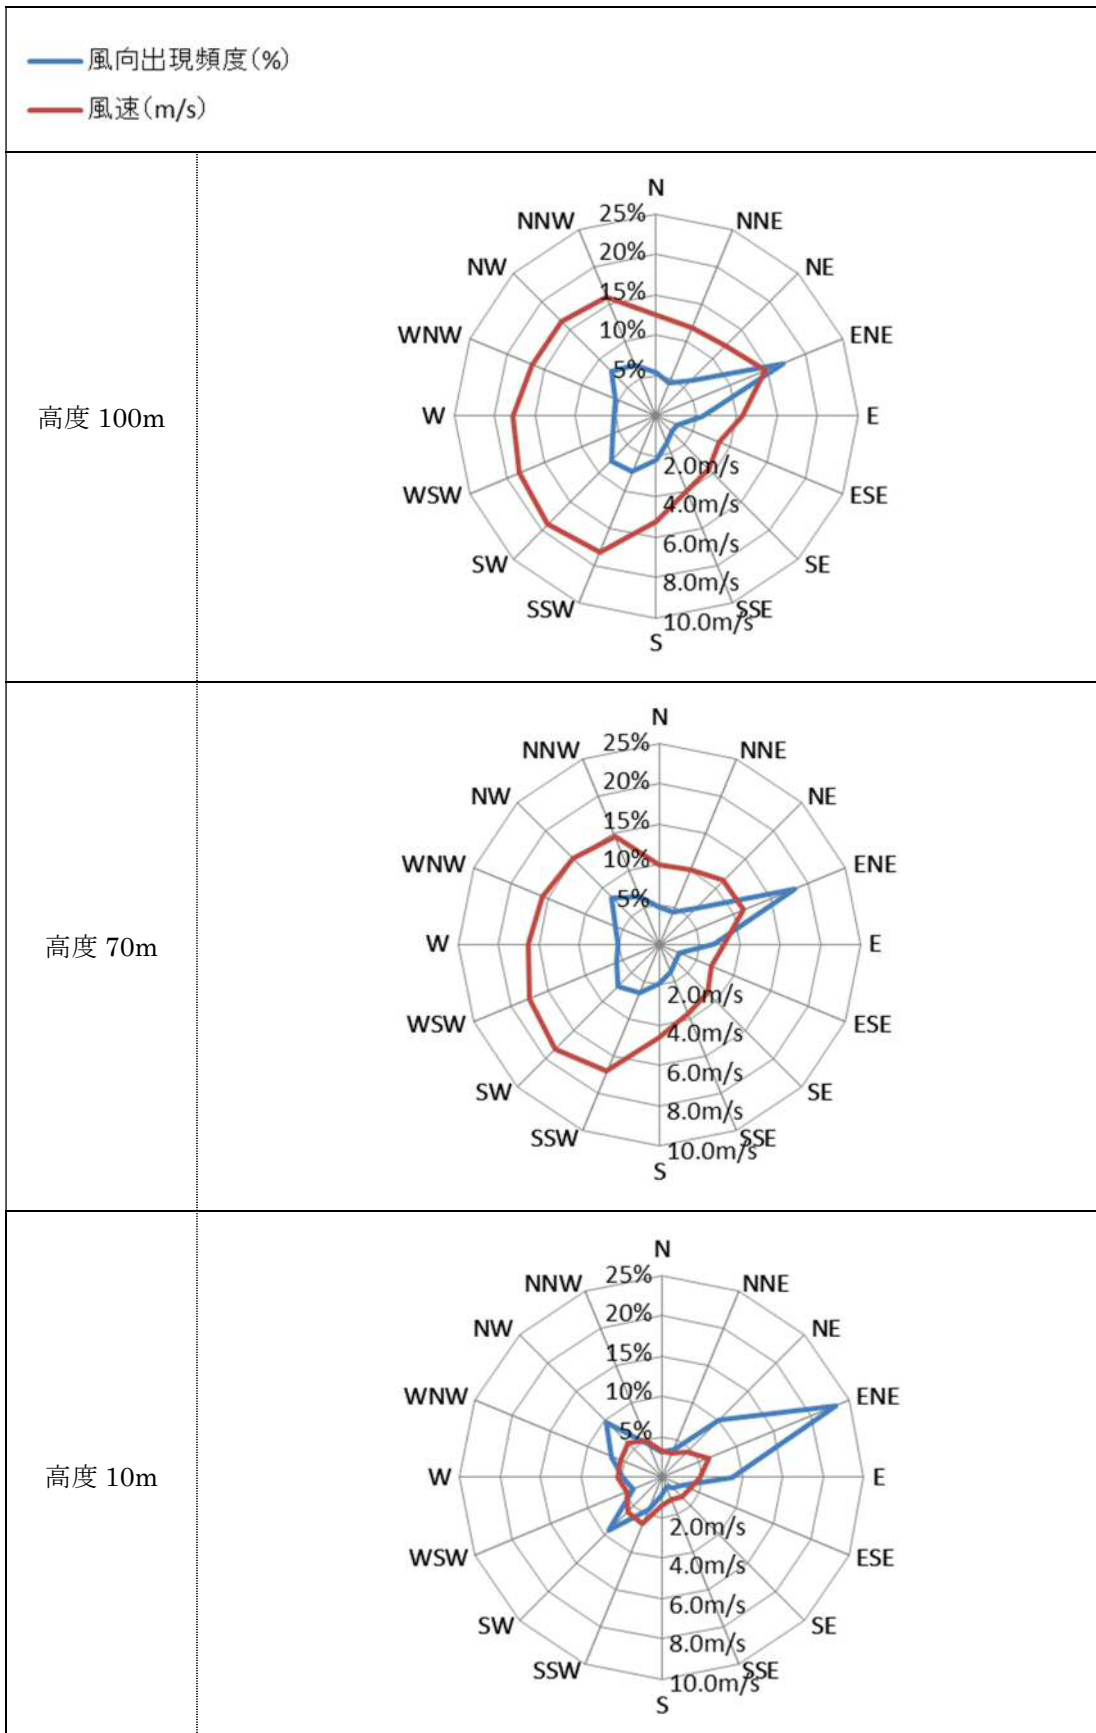 風向出現頻度(%)
風速(m/s)
高度 100m
N
NNE
NE
ENE
E
ESE
SE
SSE
S
SSW
SW
WSW
W
WNW
NW
NNW
25%
20%
15%
10%
5%
2.0m/s
4.0m/s
6.0m/s
8.0m/s
10.0m/s
高度 70m
N
NNE
NE
ENE
E
ESE
SE
SSE
S
SSW
SW
WSW
W
WNW
NW
NNW
25%
20%
15%
10%
5%
2.0m/s
4.0m/s
6.0m/s
8.0m/s
10.0m/s
高度 10m
N
NNE
NE
ENE
E
ESE
SE
SSE
S
SSW
SW
WSW
W
WNW
NW
NNW
25%
20%
15%
10%
5%
2.0m/s
4.0m/s
6.0m/s
8.0m/s
10.0m/s